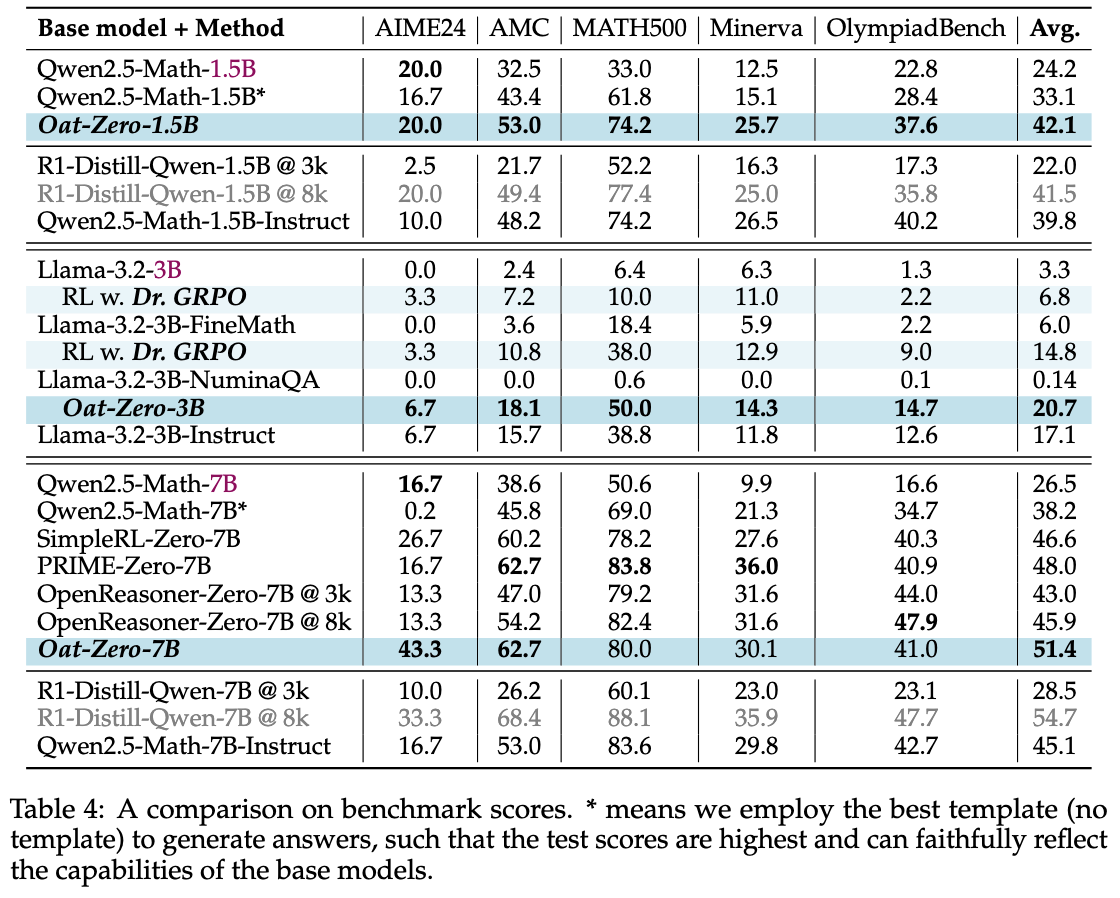 Base model + Method AIME24 AMC MATH500 Minerva OlympiadBench Avg.
Qwen2.5-Math-1.5B 20.0 32.5 33.0 12.5 22.8 24.2
Qwen2.5-Math-1.5B* 16.7 43.4 61.8 15.1 28.4 33.1
Oat-Zero-1.5B 20.0 53.0 74.2 25.7 37.6 42.1
R1-Distill-Qwen-1.5B @ 3k 2.5 21.7 52.2 16.3 17.3 22.0
R1-Distill-Qwen-1.5B @ 8k 20.0 49.4 77.4 25.0 35.8 41.5
Qwen2.5-Math-1.5B-Instruct 10.0 48.2 74.2 26.5 40.2 39.8
Llama-3.2-3B 0.0 2.4 6.4 6.3 1.3 3.3
RL w. Dr. GRPO 3.3 7.2 10.0 11.0 2.2 6.8
Llama-3.2-3B-FineMath 0.0 3.6 18.4 5.9 2.2 6.0
RL w. Dr. GRPO 3.3 10.8 38.0 12.9 9.0 14.8
Llama-3.2-3B-NuminaQA 0.0 0.0 0.6 0.0 0.1 0.14
Oat-Zero-3B 6.7 18.1 50.0 14.3 14.7 20.7
Llama-3.2-3B-Instruct 6.7 15.7 38.8 11.8 12.6 17.1
Qwen2.5-Math-7B 16.7 38.6 50.6 9.9 16.6 26.5
Qwen2.5-Math-7B* 0.2 45.8 69.0 21.3 34.7 38.2
SimpleRL-Zero-7B 26.7 60.2 78.2 27.6 40.3 46.6
PRIME-Zero-7B 16.7 62.7 83.8 36.0 40.9 48.0
OpenReasoner-Zero-7B @ 3k 13.3 47.0 79.2 31.6 44.0 43.0
OpenReasoner-Zero-7B @ 8k 13.3 54.2 82.4 31.6 47.9 45.9
Oat-Zero-7B 43.3 62.7 80.0 30.1 41.0 51.4
R1-Distill-Qwen-7B @ 3k 10.0 26.2 60.1 23.0 23.1 28.5
R1-Distill-Qwen-7B @ 8k 33.3 68.4 88.1 35.9 47.7 54.7
Qwen2.5-Math-7B-Instruct 16.7 53.0 83.6 29.8 42.7 45.1
Table 4: A comparison on benchmark scores. * means we employ the best template (no
template) to generate answers, such that the test scores are highest and can faithfully reflect
the capabilities of the base models.